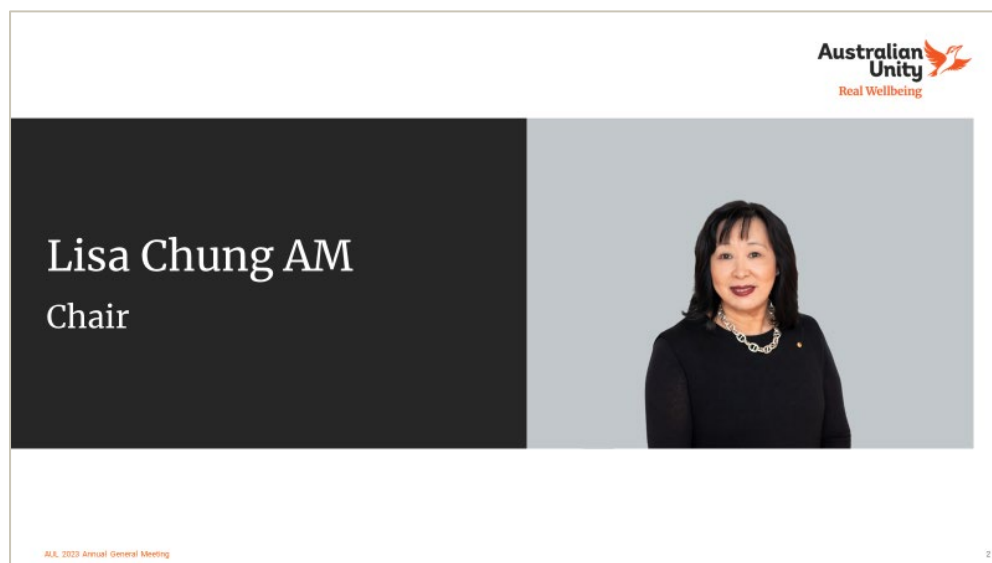 Australian
Unity
Real Wellbeing
Lisa Chung AM
Chair
AUL 2023 Annual General Meeting
2